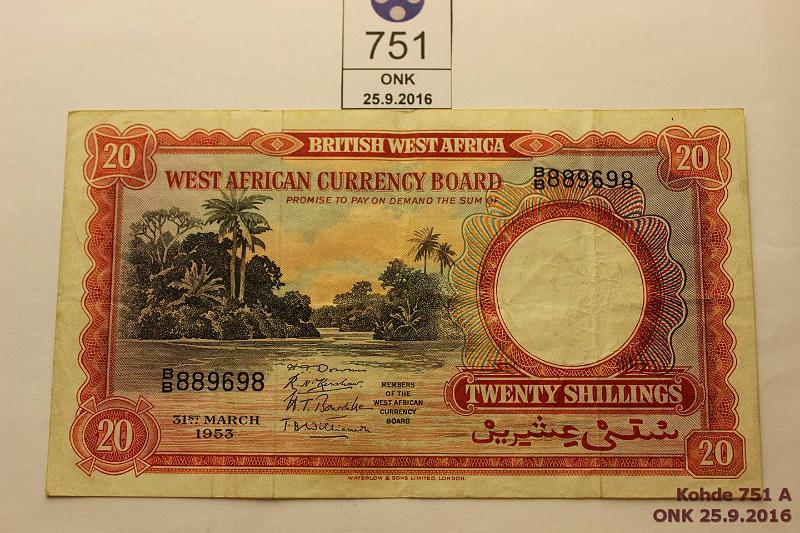 751
ONK
25.9.2016
BRITISH WEST AFRICA
20
20
WEST AFRICAN CURRENCY BOARD
B/B 889698
PROMISE TO PAY ON DEMAND THE SUM OF
B/B 889698
31ST MARCH
1953
MEMBERS
OF THE
WEST AFRICAN
CURRENCY
BOARD
TWENTY SHILLINGS
20
20
WATERLOW & SONS LIMITED, LONDON.
Kohde 751 A
ONK 25.9.2016